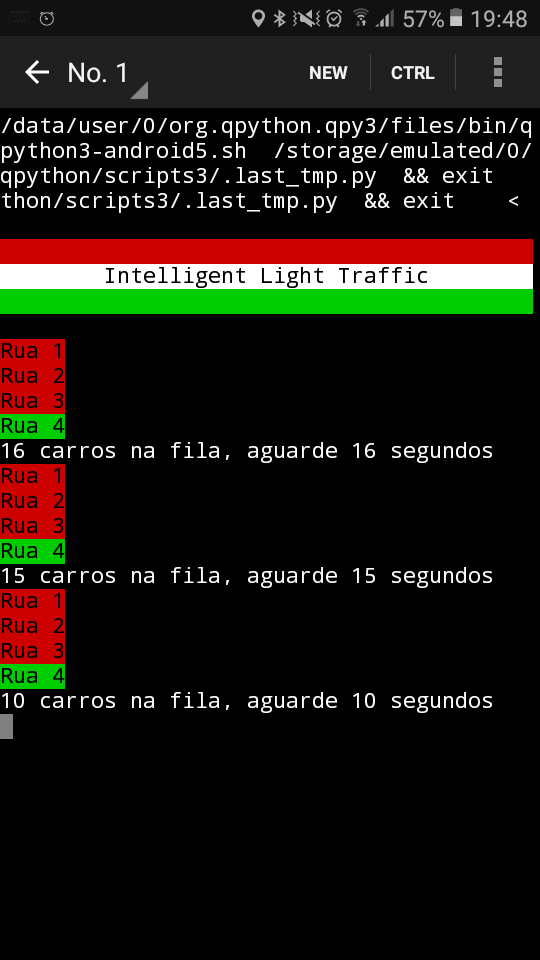 57% 19:48
No. 1 NEW CTRL
/data/user/0/org.qpython.qpy3/files/bin/q
python3-android5.sh  /storage/emulated/0/
qpython/scripts3/.last_tmp.py  && exit
thon/scripts3/.last_tmp.py  && exit    <
Intelligent Light Traffic
Rua 1
Rua 2
Rua 3
Rua 4
16 carros na fila, aguarde 16 segundos
Rua 1
Rua 2
Rua 3
Rua 4
15 carros na fila, aguarde 15 segundos
Rua 1
Rua 2
Rua 3
Rua 4
10 carros na fila, aguarde 10 segundos